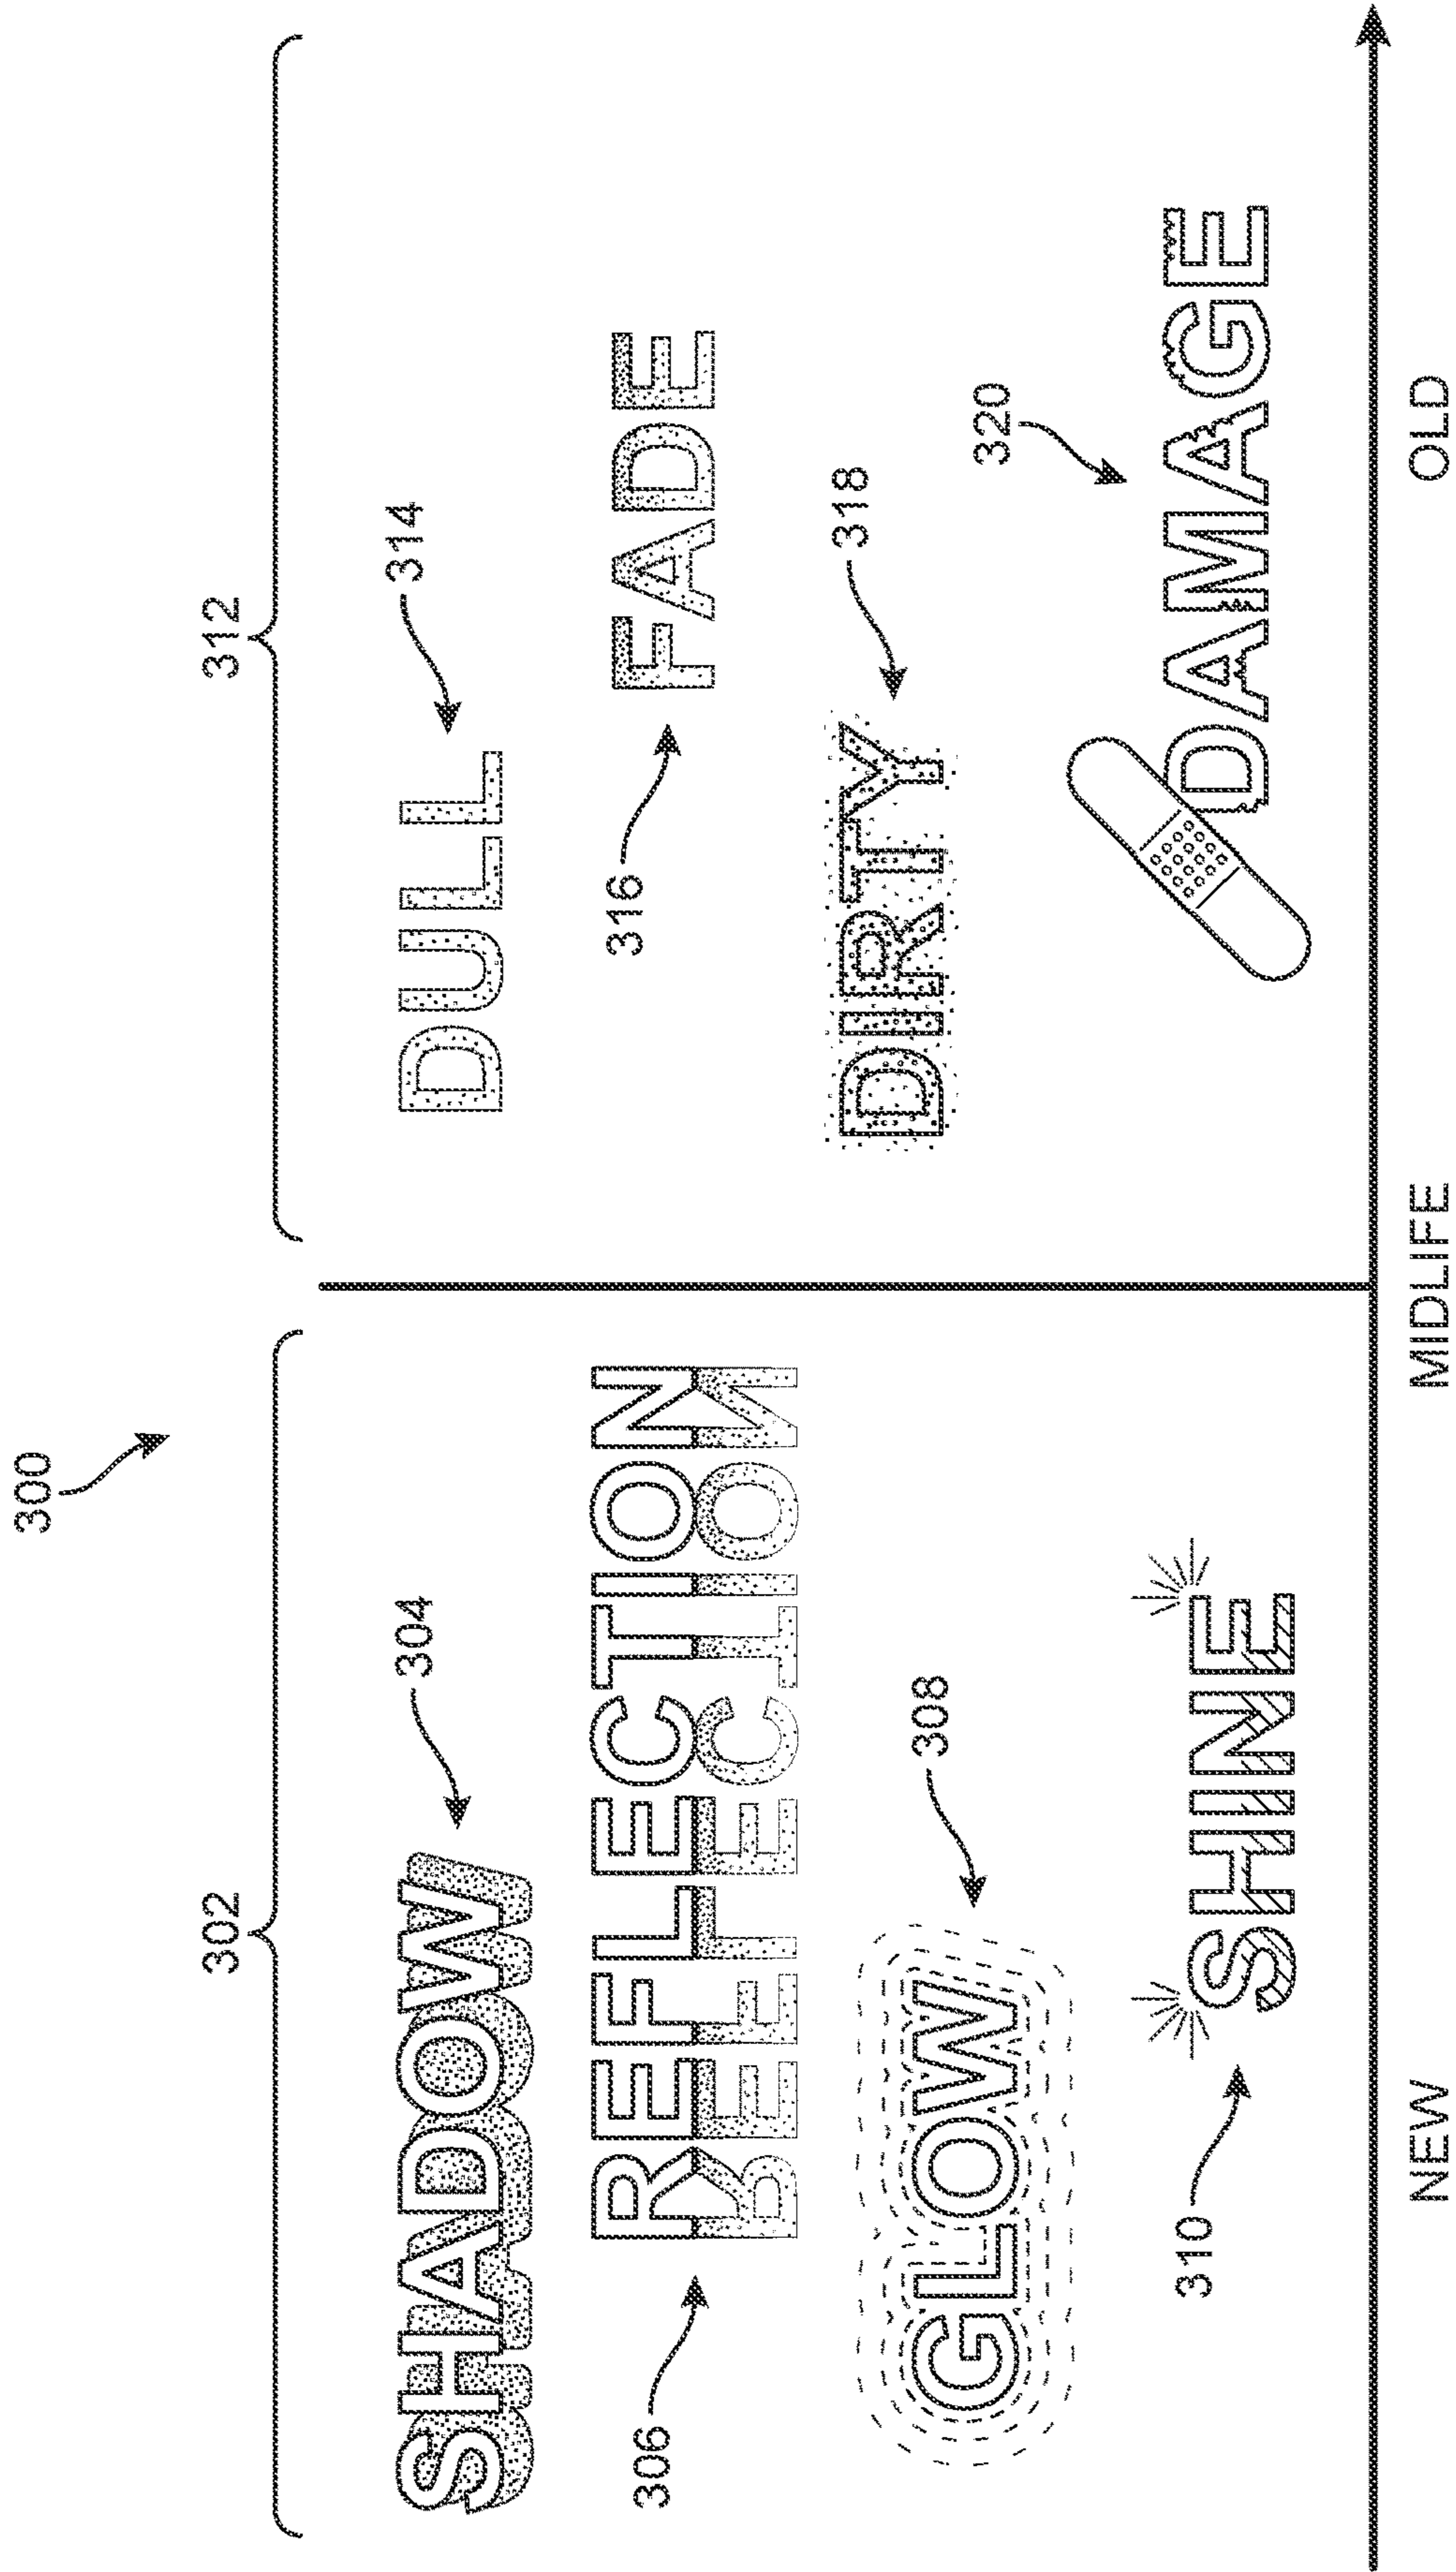 300
302
312
SHADOW
304
DULL
314
REFLECTION
REFLECTION
306
316
FADE
GLOW
308
DIRTY
318
310
SHINE
320
DAMAGE
NEW
MIDLIFE
OLD